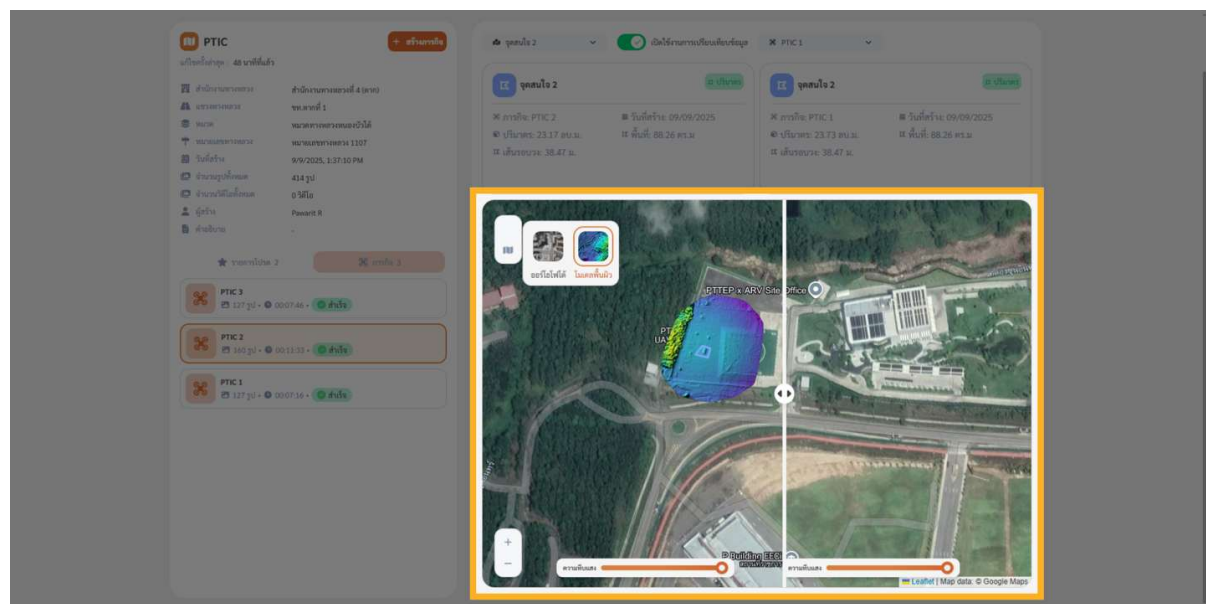 PTIC
+ สร้างภารกิจ
แก้ไขครั้งล่าสุด : 48 นาทีที่แล้ว
สำนักงานทางหลวง สำนักงานทางหลวงที่ 4 (ตาก)
แขวงทางหลวง ขท.ตากที่ 1
หมวด หมวดทางหลวงหนองบัวใต้
หมายเลขทางหลวง หมายเลขทางหลวง 1107
วันที่สร้าง 9/9/2025, 1:37:10 PM
จำนวนรูปทั้งหมด 414 รูป
จำนวนวิดีโอทั้งหมด 0 วิดีโอ
ผู้สร้าง Pawarit R
คำอธิบาย -
รายการโปรด 2
ภารกิจ 3
PTIC 3
127 รูป • 00:07:46 • สำเร็จ
PTIC 2
160 รูป • 00:11:33 • สำเร็จ
PTIC 1
127 รูป • 00:07:16 • สำเร็จ
จุดสนใจ 2
เปิดใช้งานการเปรียบเทียบข้อมูล
PTIC 1
จุดสนใจ 2
ปริมาตร
ภารกิจ: PTIC 2 วันที่สร้าง: 09/09/2025
ปริมาตร: 23.17 ลบ.ม. พื้นที่: 88.26 ตร.ม
เส้นรอบวง: 38.47 ม.
จุดสนใจ 2
ปริมาตร
ภารกิจ: PTIC 1 วันที่สร้าง: 09/09/2025
ปริมาตร: 23.73 ลบ.ม. พื้นที่: 88.26 ตร.ม
เส้นรอบวง: 38.47 ม.
ออร์โธโฟโต้ โมเดลพื้นผิว
PTTEP x ARV Site Office
PT
UA
P Building EECi
ความทึบแสง
ความทึบแสง
+
−
Leaflet | Map data: © Google Maps